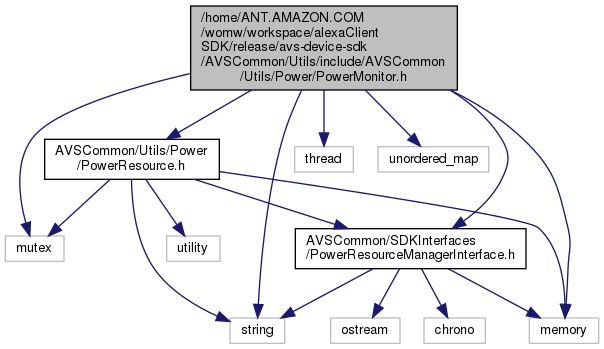 /home/ANT.AMAZON.COM
/womw/workspace/alexaClient
SDK/release/avs-device-sdk
/AVSCommon/Utils/include/AVSCommon
/Utils/Power/PowerMonitor.h
AVSCommon/Utils/Power
/PowerResource.h
thread
unordered_map
mutex
utility
AVSCommon/SDKInterfaces
/PowerResourceManagerInterface.h
string
ostream
chrono
memory